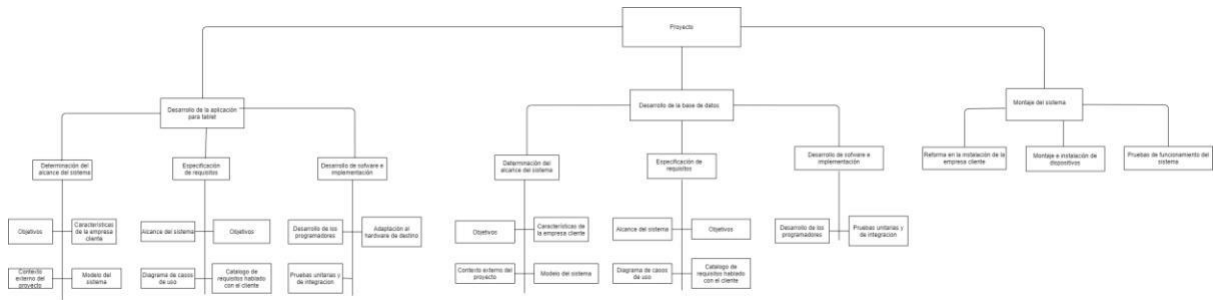 Proyecto
Desarrollo de la aplicación
para tablet
Desarrollo de la base de datos
Montaje del sistema
Determinación del
alcance del sistema
Especificación
de requisitos
Desarrollo de sofware e
implementación
Determinación del
alcance del sistema
Especificación de
requisitos
Desarrollo de sofware e
implementación
Reforma en la instalación de la
empresa cliente
Montaje e instalación de
dispositivos
Pruebas de funcionamiento del
sistema
Objetivos
Características
de la empresa
cliente
Alcance del sistema
Objetivos
Desarrollo de los
programadores
Adaptación al
hardware de destino
Objetivos
Características de
la empresa cliente
Alcance del sistema
Objetivos
Desarrollo de los
programadores
Pruebas unitarias y
de integracion
Contexto
externo del
proyecto
Modelo del
sistema
Diagrama de casos
de uso
Catalogo de
requisitos hablado
con el cliente
Pruebas unitarias y
de integracion
Contexto externo del
proyecto
Modelo del sistema
Diagrama de casos
de uso
Catalogo de
requisitos hablado
con el cliente